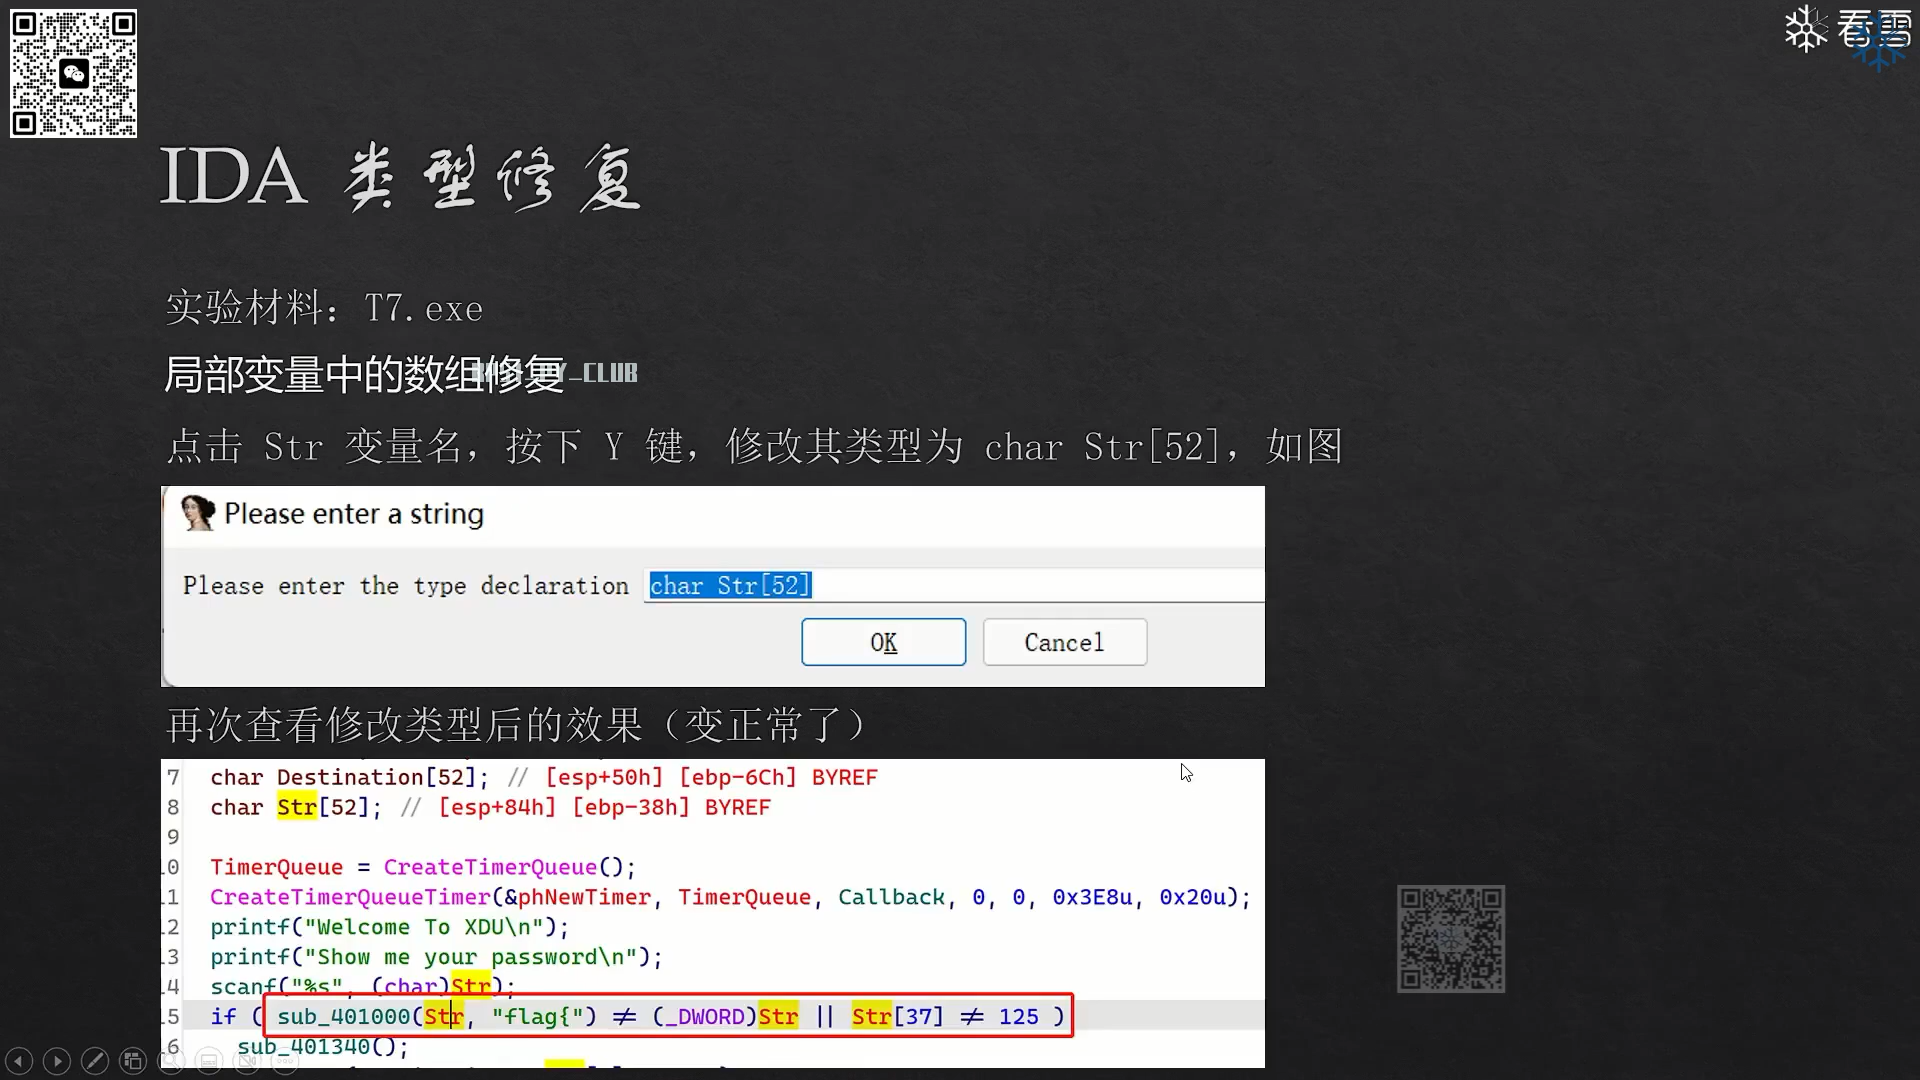 看雪
IDA 类型修复
实验材料：T7.exe
局部变量中的数组修复
_CLUB
点击 Str 变量名，按下 Y 键，修改其类型为 char Str[52]，如图
Please enter a string
Please enter the type declaration char Str[52]
OK Cancel
再次查看修改类型后的效果（变正常了）
7 char Destination[52]; // [esp+50h] [ebp-6Ch] BYREF
8 char Str[52]; // [esp+84h] [ebp-38h] BYREF
9
10 TimerQueue = CreateTimerQueue();
11 CreateTimerQueueTimer(&phNewTimer, TimerQueue, Callback, 0, 0, 0x3E8u, 0x20u);
12 printf("Welcome To XDU\n");
13 printf("Show me your password\n");
14 scanf("%s", (char)Str);
15 if ( sub_401000(Str, "flag{") ≠ (_DWORD)Str || Str[37] ≠ 125 )
16 sub_401340();